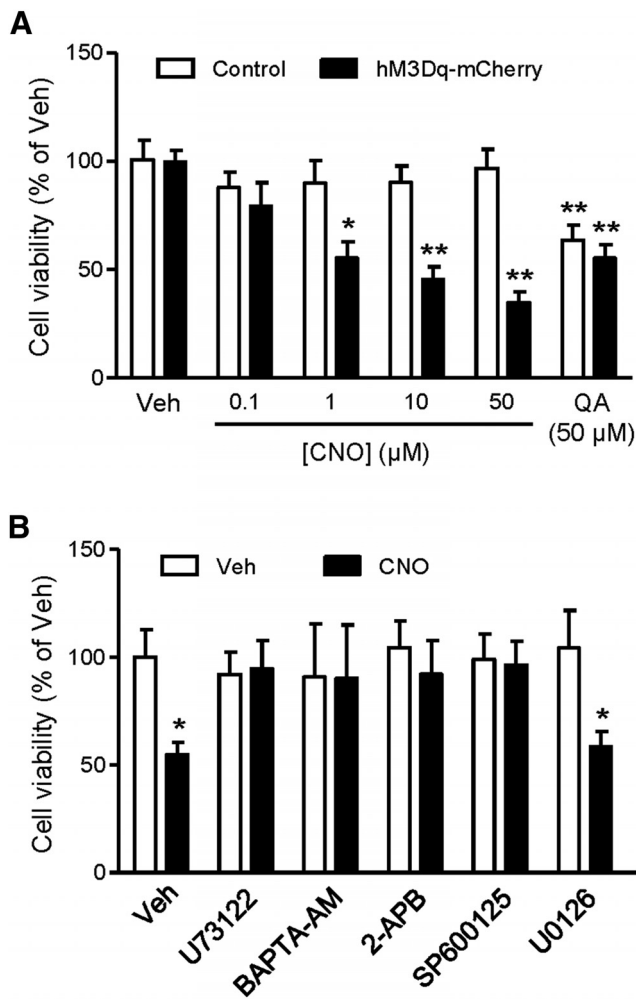 A
Cell viability (% of Veh)
150
100
50
0
Control hM3Dq-mCherry
*
**
**
** **
Veh 0.1 1 10 50 QA
[CNO] (µM) (50 µM)
B
Cell viability (% of Veh)
150
100
50
0
Veh CNO
* *
Veh U73122 BAPTA-AM 2-APB SP600125 U0126